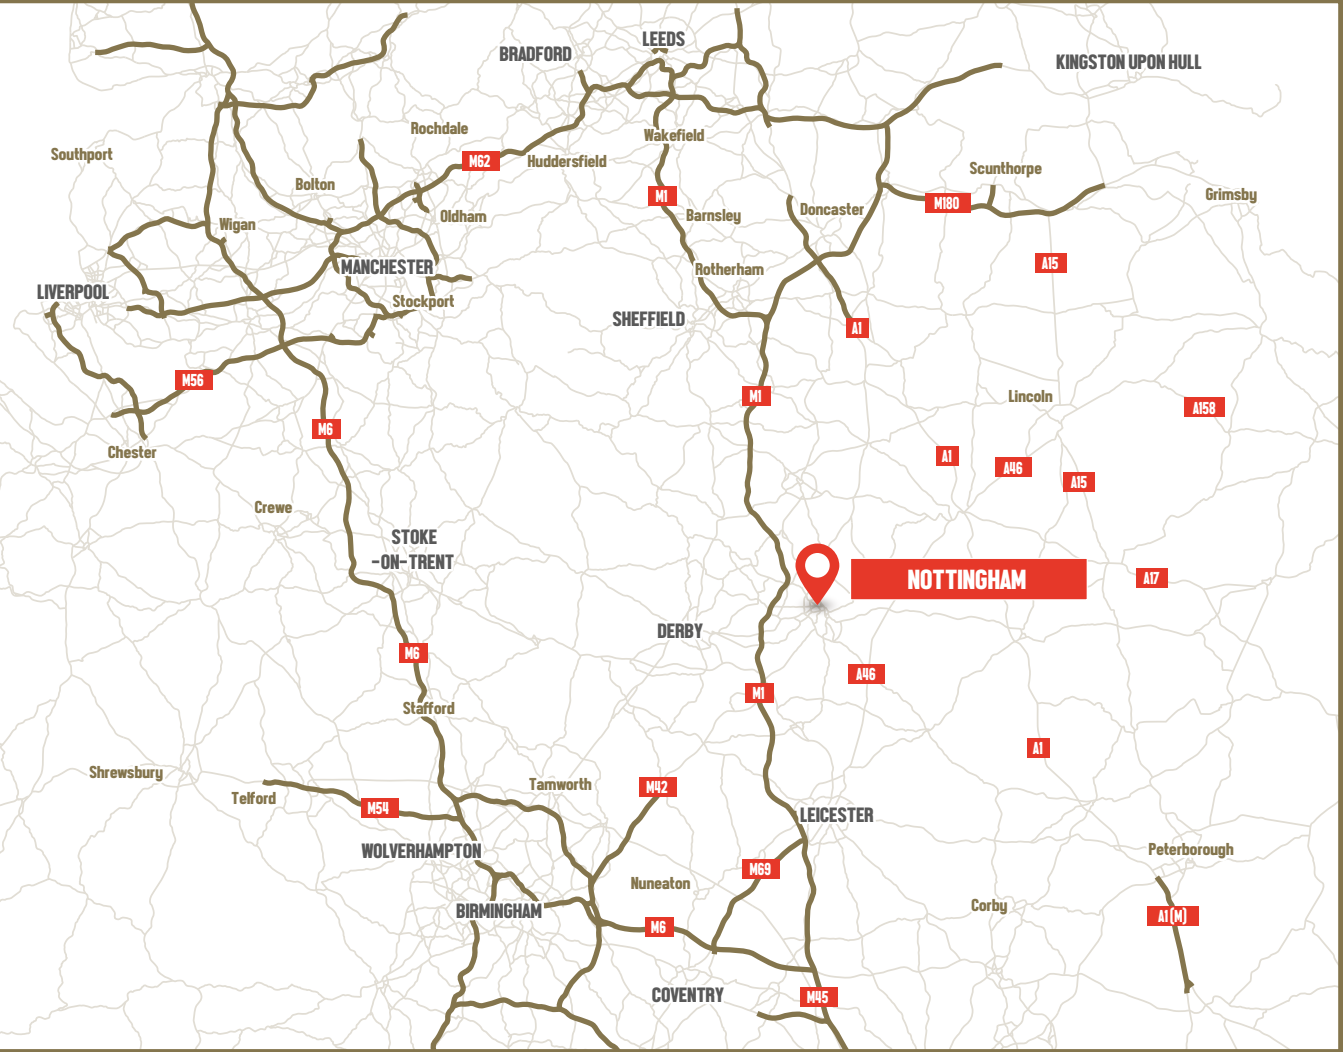 LEEDS
BRADFORD
KINGSTON UPON HULL
Rochdale
Wakefield
Southport
M62
Huddersfield
Scunthorpe
Bolton
M1
Grimsby
M180
Barnsley
Doncaster
Oldham
Wigan
A15
MANCHESTER
Rotherham
LIVERPOOL
Stockport
SHEFFIELD
A1
M56
M1
Lincoln
A158
M6
Chester
A1
A46
A15
Crewe
STOKE
-ON-TRENT
NOTTINGHAM
A17
DERBY
M6
A46
M1
Stafford
A1
Shrewsbury
Tamworth
M42
Telford
M54
LEICESTER
WOLVERHAMPTON
Peterborough
M69
Nuneaton
Corby
BIRMINGHAM
A1(M)
M6
COVENTRY
M45